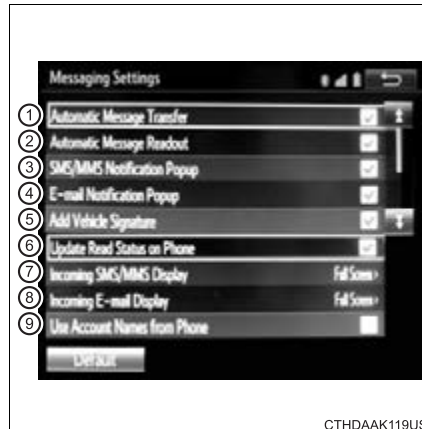 Messaging Settings
1 Automatic Message Transfer
2 Automatic Message Readout
3 SMS/MMS Notification Popup
4 E-mail Notification Popup
5 Add Vehicle Signature
6 Update Read Status on Phone
7 Incoming SMS/MMS Display Full Screen
8 Incoming E-mail Display Full Screen
9 Use Account Names from Phone
Default
CTHDAAK119US